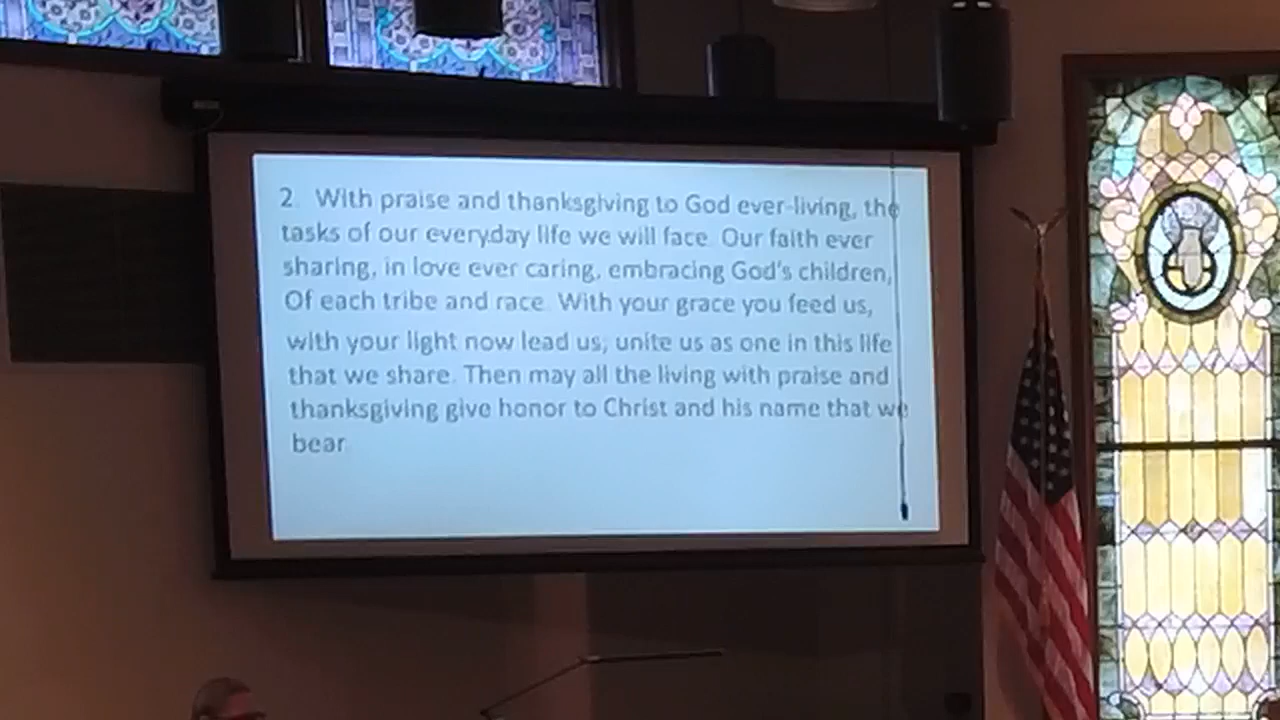 2. With praise and thanksgiving to God ever-living, the
tasks of our everyday life we will face. Our faith ever
sharing, in love ever caring, embracing God's children,
Of each tribe and race. With your grace you feed us,
with your light now lead us; unite us as one in this life
that we share. Then may all the living with praise and
thanksgiving give honor to Christ and his name that we
bear.